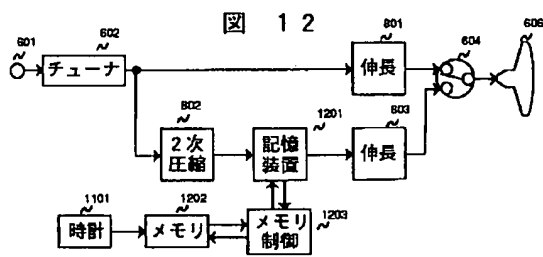 図 12
601
602
チューナ
801
伸長
604
606
802
2次
圧縮
1201
記憶
装置
803
伸長
1101
時計
1202
メモリ
1203
メモリ
制御